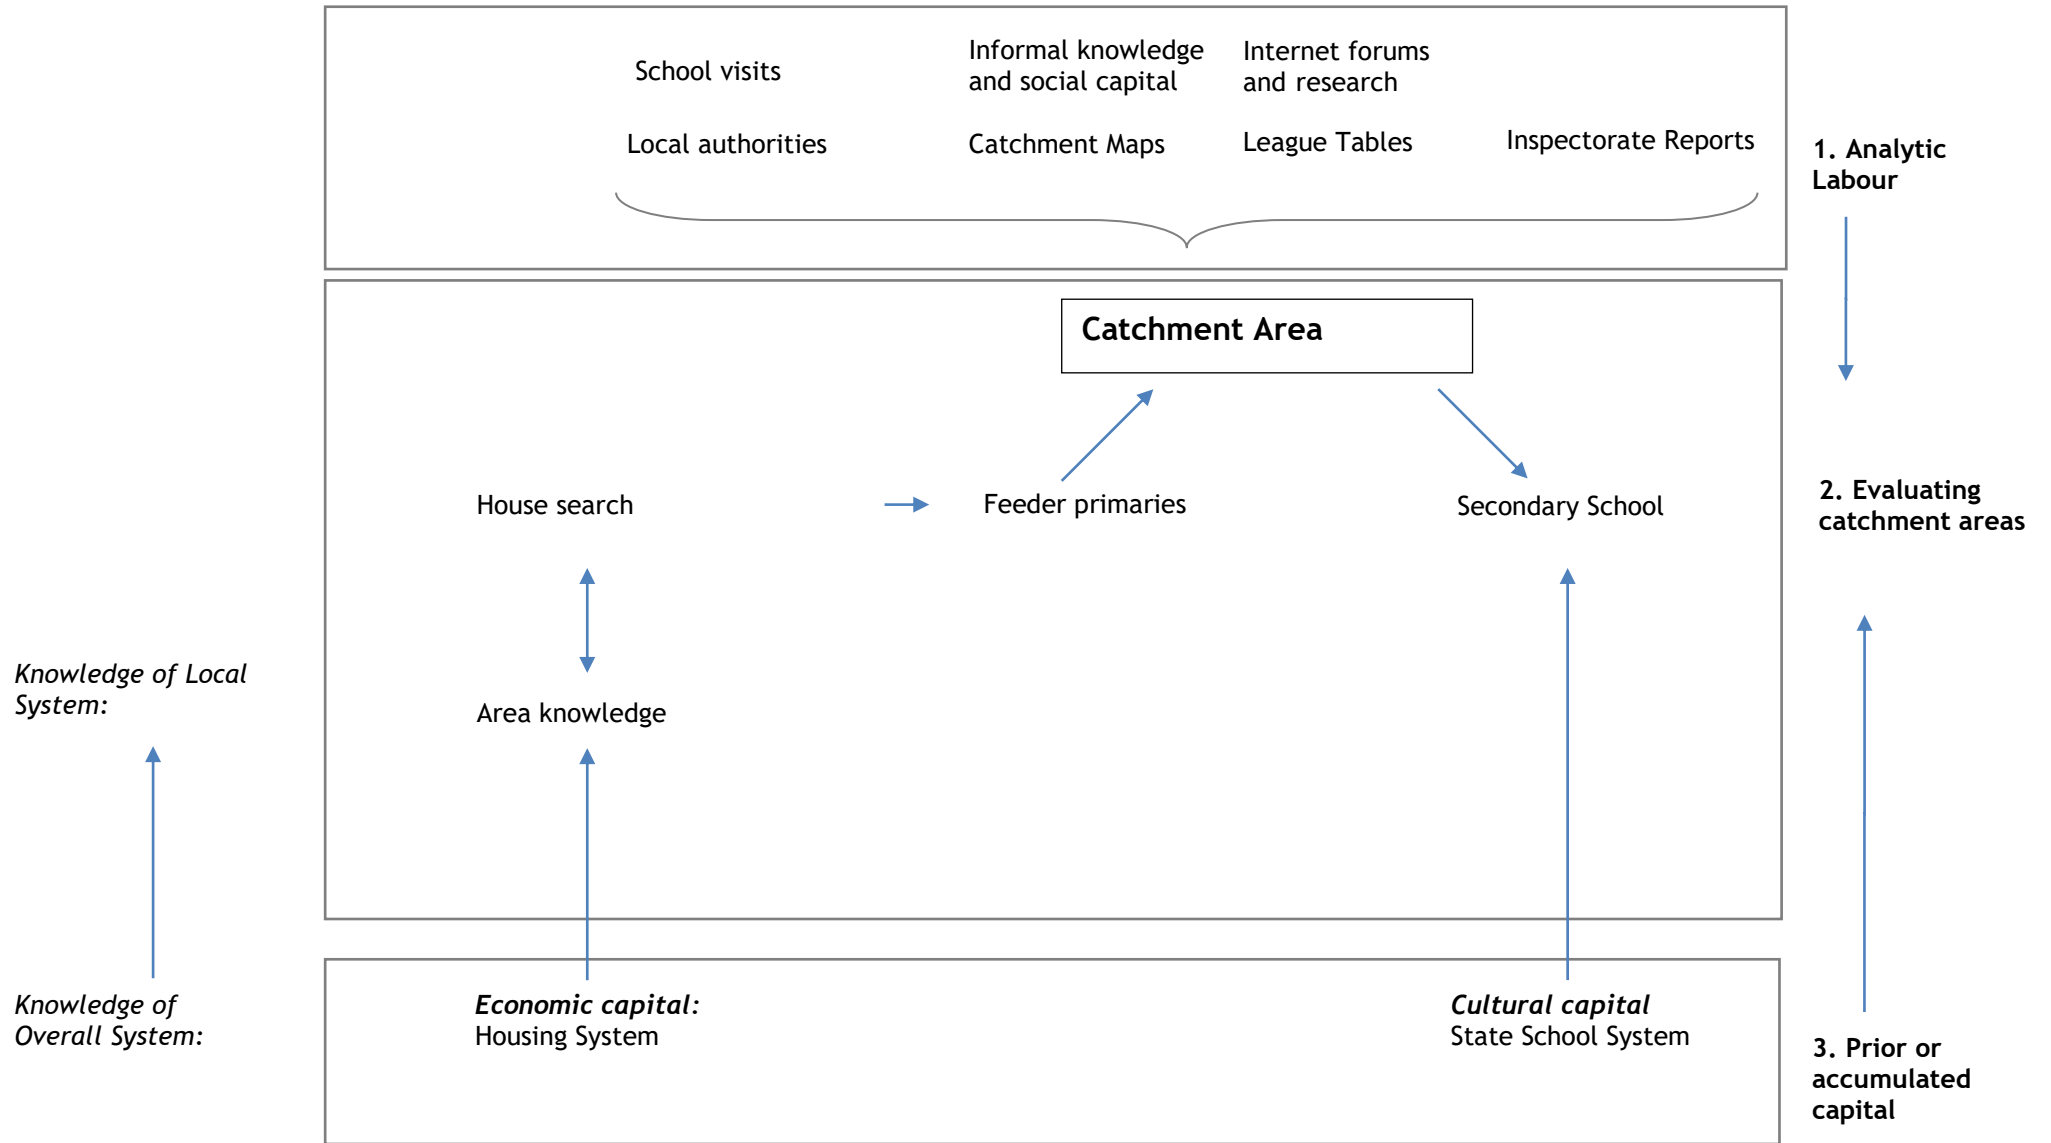 School visits
Informal knowledge
and social capital
Internet forums
and research
Local authorities
Catchment Maps
League Tables
Inspectorate Reports
1. Analytic
Labour
Catchment Area
House search
Feeder primaries
Secondary School
2. Evaluating
catchment areas
Knowledge of Local
System:
Area knowledge
Knowledge of
Overall System:
Economic capital:
Housing System
Cultural capital
State School System
3. Prior or
accumulated
capital